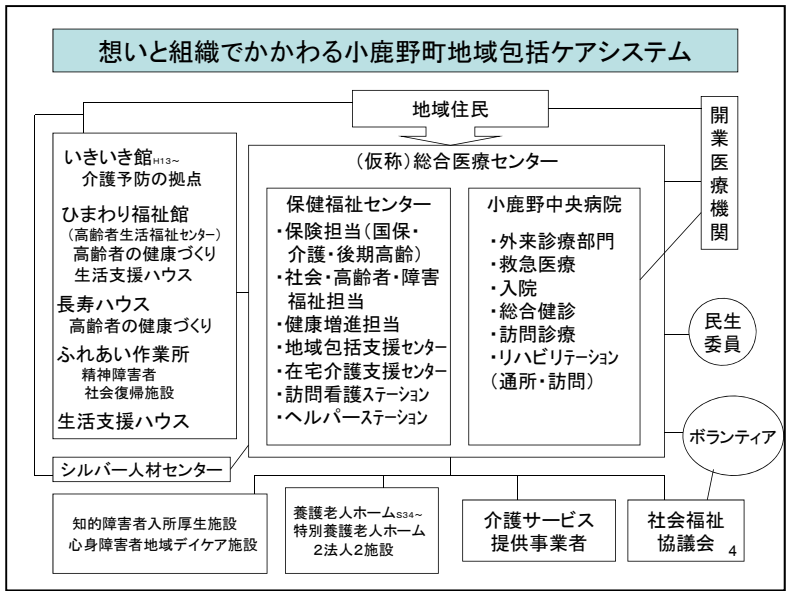 想いと組織でかかわる小鹿野町地域包括ケアシステム
地域住民
開業医療機関
いきいき館H13~
介護予防の拠点
ひまわり福祉館
(高齢者生活福祉センター)
高齢者の健康づくり
生活支援ハウス
長寿ハウス
高齢者の健康づくり
ふれあい作業所
精神障害者
社会復帰施設
生活支援ハウス
シルバー人材センター
(仮称)総合医療センター
保健福祉センター
・保険担当(国保・
介護・後期高齢)
・社会・高齢者・障害
福祉担当
・健康増進担当
・地域包括支援センター
・在宅介護支援センター
・訪問看護ステーション
・ヘルパーステーション
小鹿野中央病院
・外来診療部門
・救急医療
・入院
・総合健診
・訪問診療
・リハビリテーション
(通所・訪問)
民生
委員
ボランティア
知的障害者入所厚生施設
心身障害者地域デイケア施設
養護老人ホームS34~
特別養護老人ホーム
2法人2施設
介護サービス
提供事業者
社会福祉
協議会
4